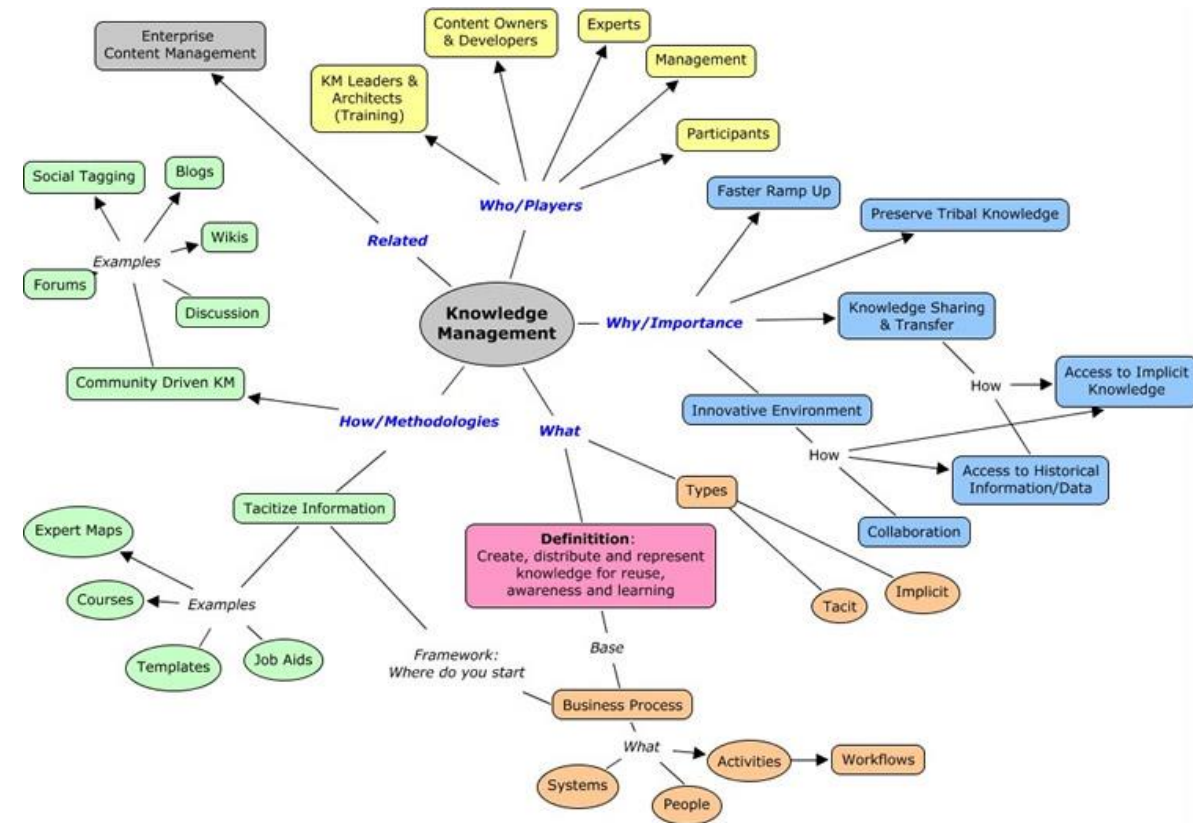 Enterprise
Content Management
Content Owners
& Developers
Experts
Management
KM Leaders &
Architects
(Training)
Participants
Social Tagging
Blogs
Wikis
Examples
Forums
Discussion
Community Driven KM
Who/Players
Related
Faster Ramp Up
Preserve Tribal Knowledge
Knowledge
Management
Why/Importance
Knowledge Sharing
& Transfer
How
Access to Implicit
Knowledge
Innovative Environment
How
Access to Historical
Information/Data
Collaboration
How/Methodologies
What
Types
Tacit
Implicit
Tacitize Information
Expert Maps
Courses
Examples
Templates
Job Aids
Definitition:
Create, distribute and represent
knowledge for reuse,
awareness and learning
Base
Framework:
Where do you start
Business Process
What
Systems
People
Activities
Workflows